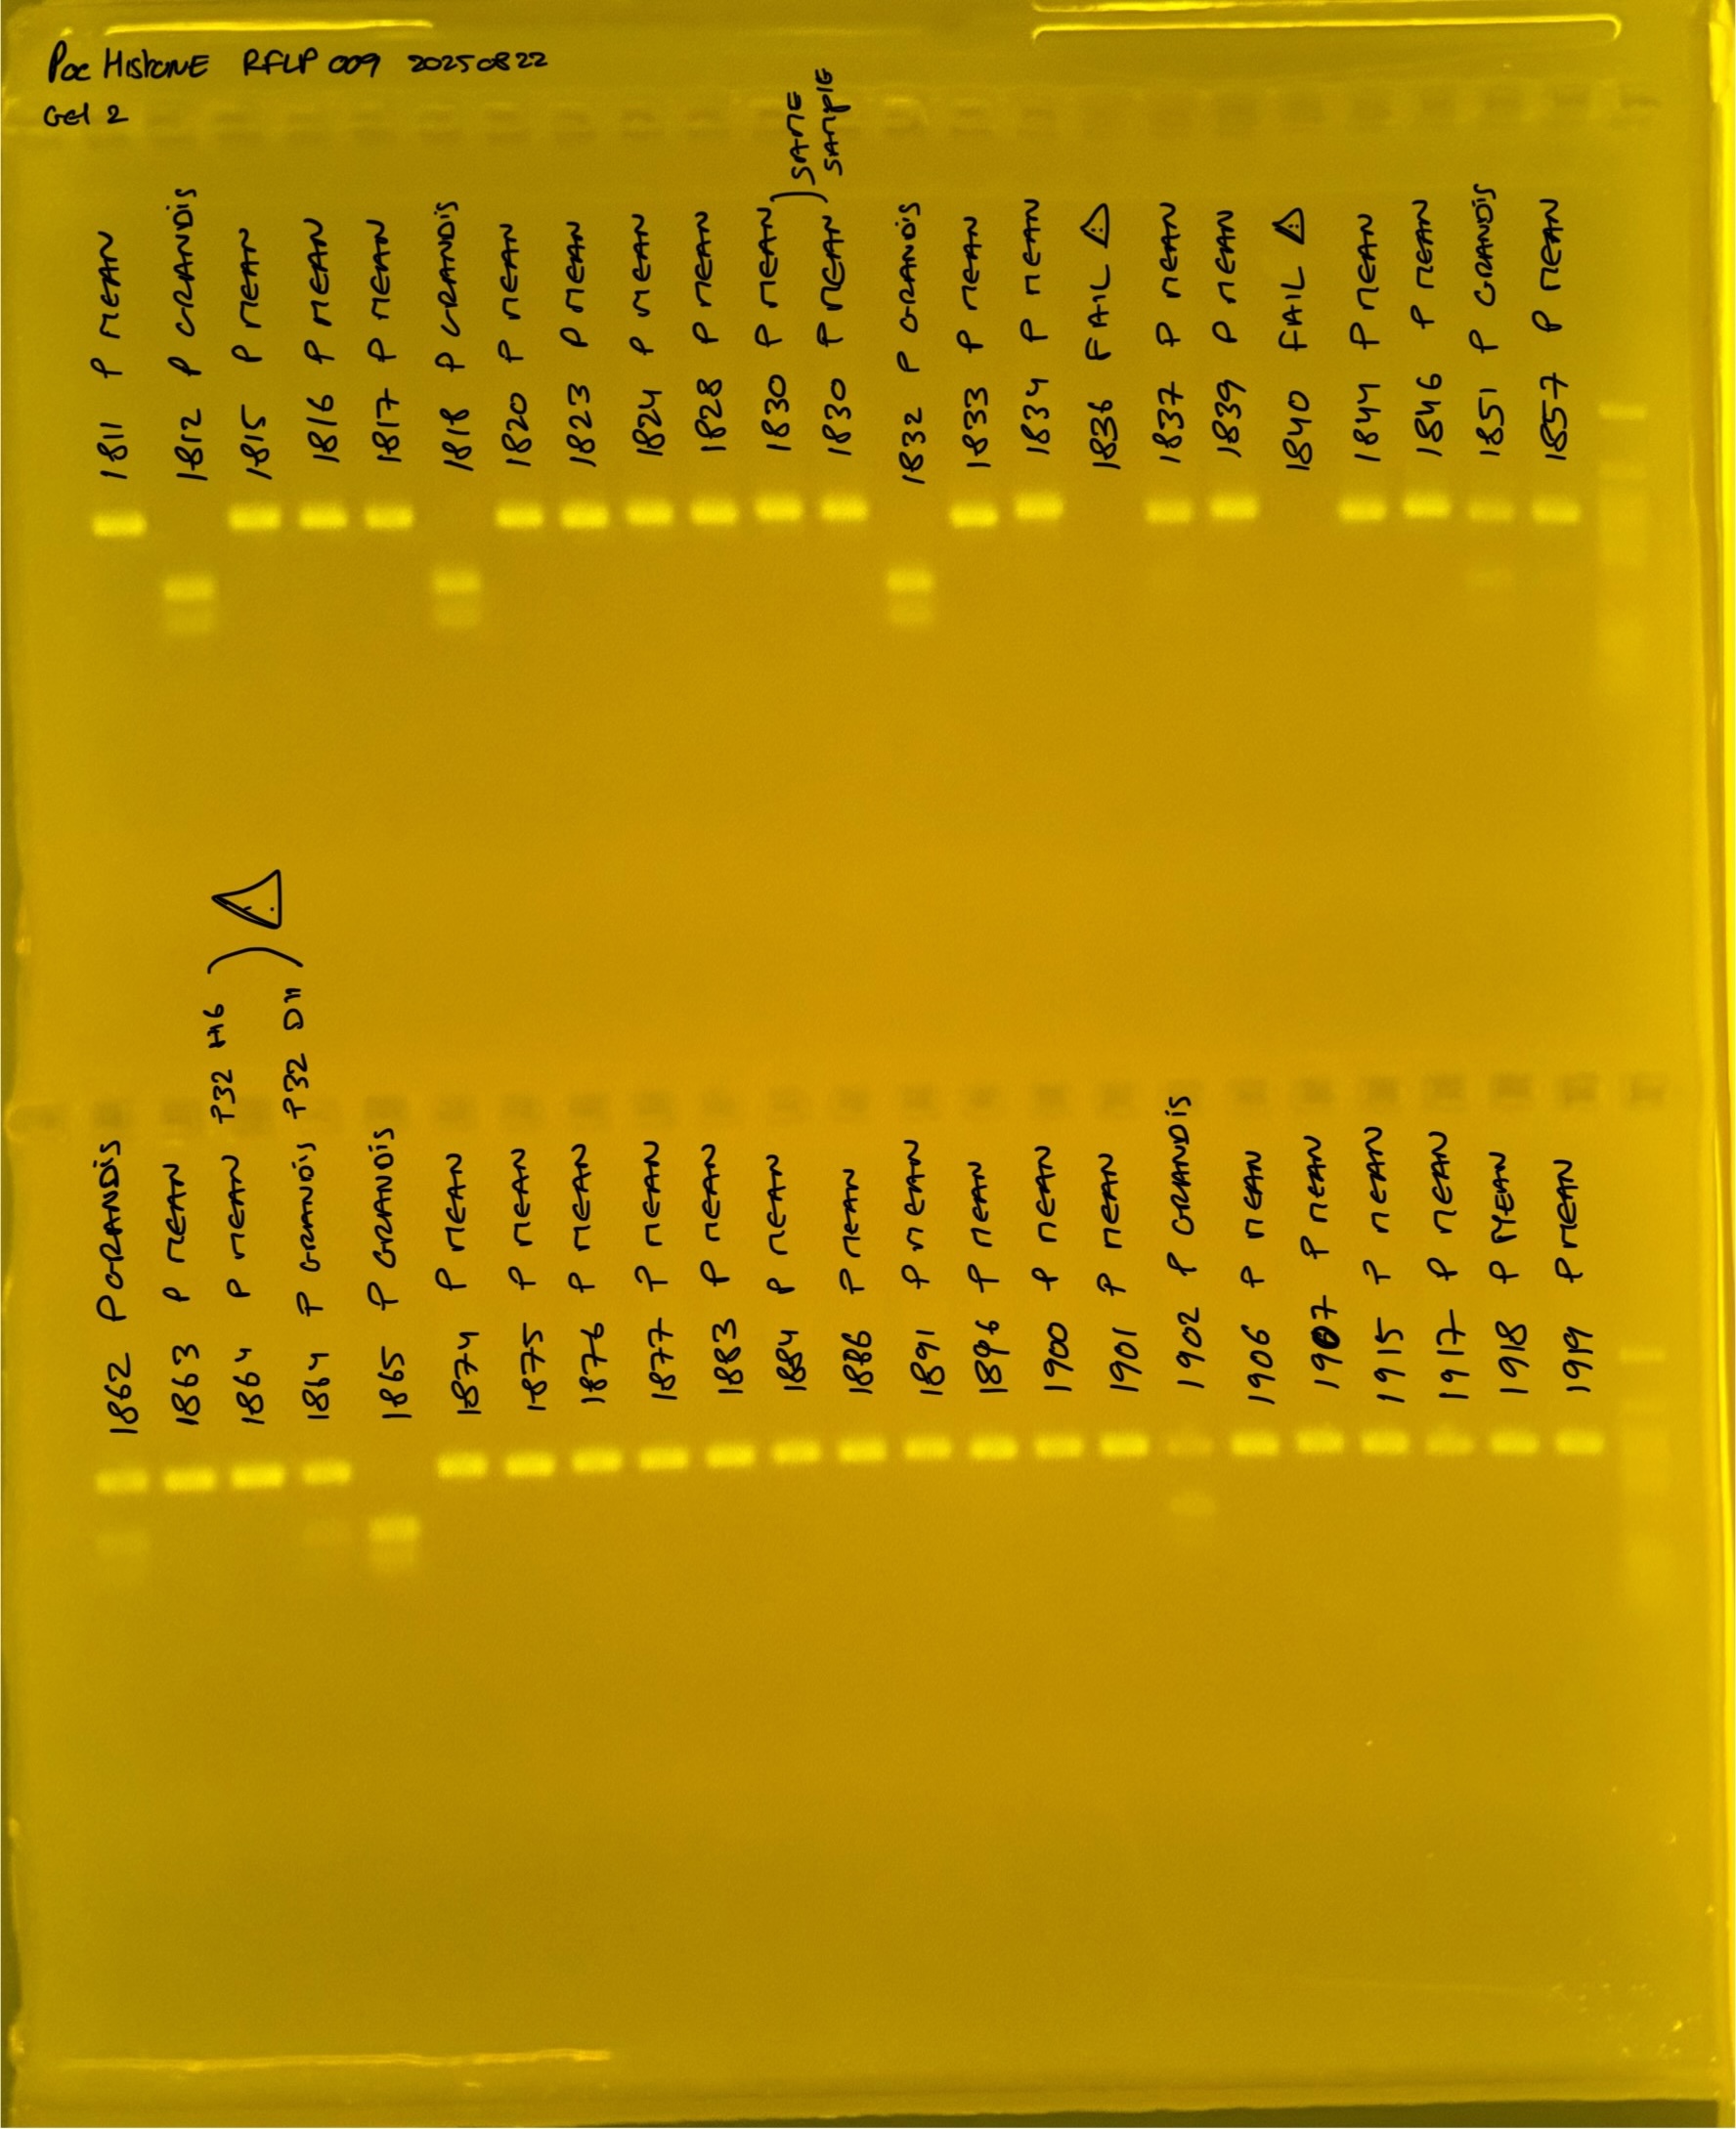 Poc HistonE RFLP 009 20250822
Gel 2
1811 P MEAN
1812 P GRANDiS
1815 P MEAN
1816 P MEAN
1817 P MEAN
1818 P GRANDiS
1820 P MEAN
1823 P MEAN
1824 P MEAN
1828 P MEAN
1830 P MEAN
1830 P MEAN
) SAME
SAMPLE
1832 P GRANDiS
1833 P MEAN
1834 P MEAN
1836 FAIL ⚠
1837 P MEAN
1839 P MEAN
1840 FAIL ⚠
1844 P MEAN
1846 P MEAN
1851 P GRANDiS
1857 P MEAN
1862 P GRANDiS
1863 P MEAN
1864 P MEAN P32 H6
1864 P GRANDiS P32 D11
) ⚠
1865 P GRANDiS
1874 P MEAN
1875 P MEAN
1876 P MEAN
1877 P MEAN
1883 P MEAN
1884 P MEAN
1886 P MEAN
1891 P MEAN
1896 P MEAN
1900 P MEAN
1901 P MEAN
1902 P GRANDiS
1906 P MEAN
1907 P MEAN
1915 P MEAN
1917 P MEAN
1918 P MEAN
1919 P MEAN